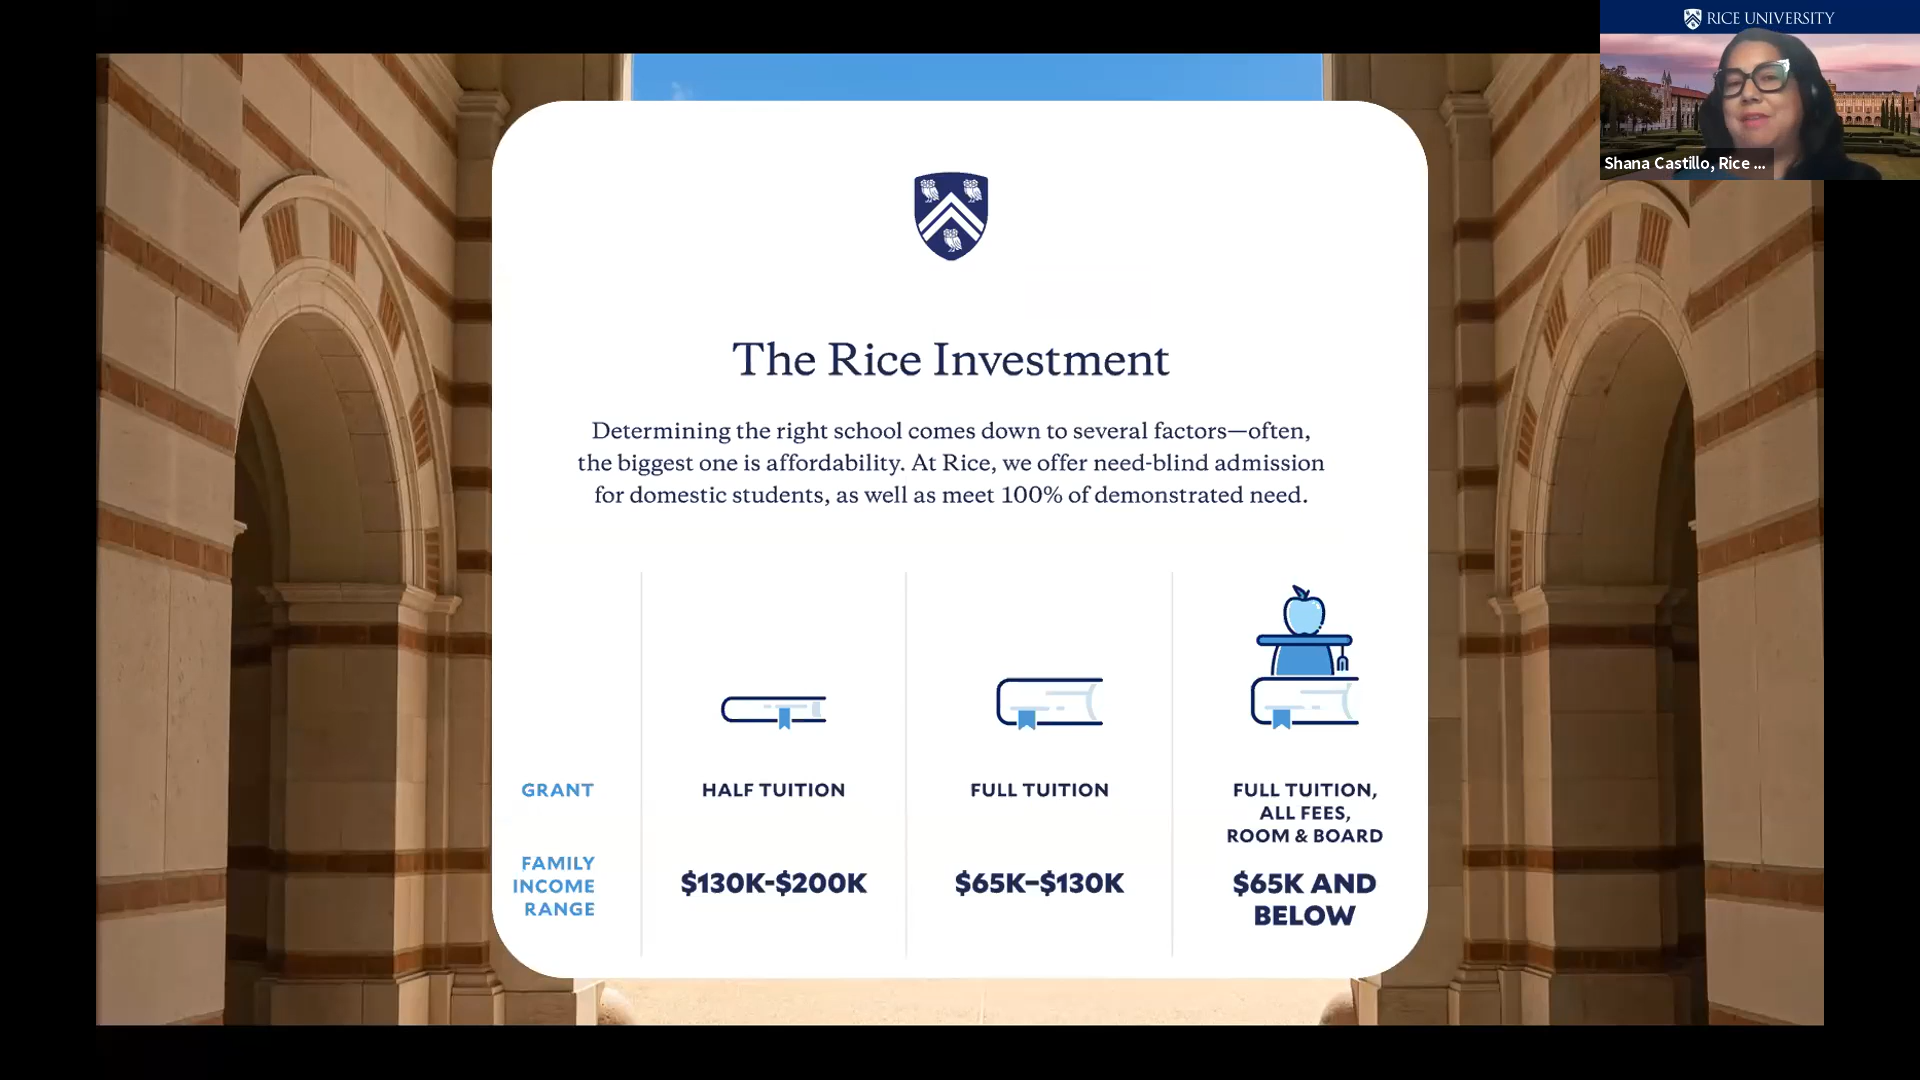 RICE UNIVERSITY
Shana Castillo, Rice ...
The Rice Investment
Determining the right school comes down to several factors—often,
the biggest one is affordability. At Rice, we offer need-blind admission
for domestic students, as well as meet 100% of demonstrated need.
GRANT
HALF TUITION
FULL TUITION
FULL TUITION,
ALL FEES,
ROOM & BOARD
FAMILY
INCOME
RANGE
$130K-$200K
$65K–$130K
$65K AND
BELOW